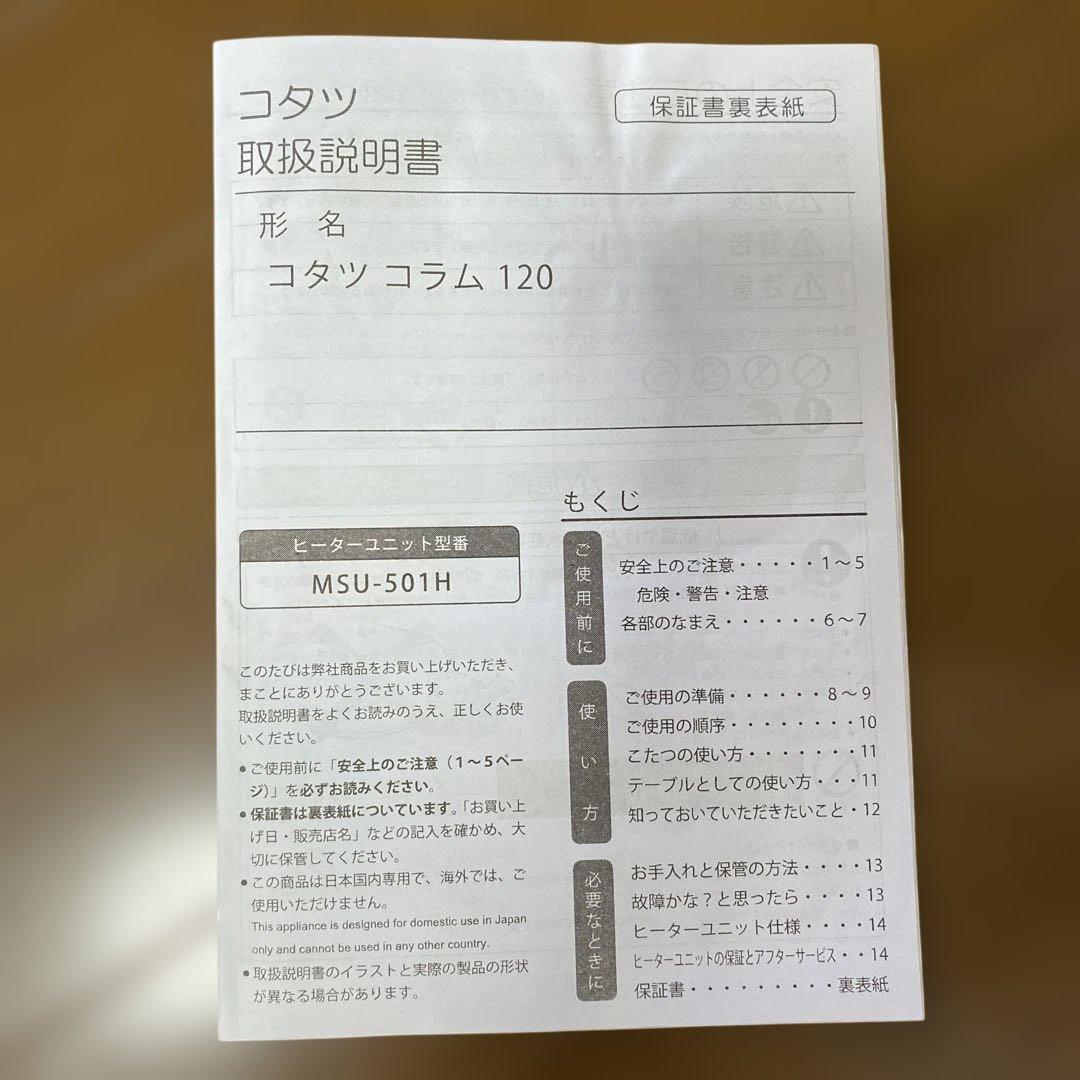 コタツ
取扱説明書
保証書裏表紙
形 名
コタツ コラム 120
ヒーターユニット型番
MSU-501H
このたびは弊社商品をお買い上げいただき、
まことにありがとうございます。
取扱説明書をよくお読みのうえ、正しくお使
いください。
●ご使用前に「安全上のご注意（1～5ペー
ジ）」を必ずお読みください。
●保証書は裏表紙についています。「お買い上
げ日・販売店名」などの記入を確かめ、大
切に保管してください。
●この商品は日本国内専用で、海外では、ご
使用いただけません。
This appliance is designed for domestic use in Japan
only and cannot be used in any other country.
●取扱説明書のイラストと実際の製品の形状
が異なる場合があります。
もくじ
ご使用前に
安全上のご注意・・・・・1～5
危険・警告・注意
各部のなまえ・・・・・・6～7
使い方
ご使用の準備・・・・・・8～9
ご使用の順序・・・・・・・・10
こたつの使い方・・・・・・・11
テーブルとしての使い方・・・11
知っておいていただきたいこと・12
必要なときに
お手入れと保管の方法・・・・13
故障かな？と思ったら・・・・13
ヒーターユニット仕様・・・・14
ヒーターユニットの保証とアフターサービス・・14
保証書・・・・・・・・・裏表紙